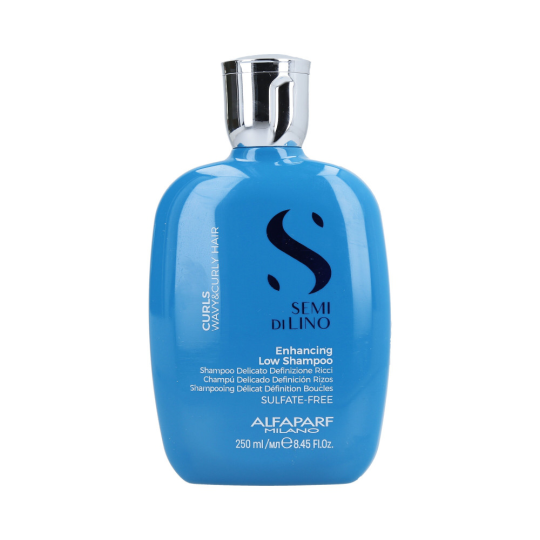 CURLS
WAVY&CURLY HAIR
SEMI
DI LINO
Enhancing
Low Shampoo
Shampoo Delicato Definizione Ricci
Champú Delicado Definición Rizos
Shampooing Délicat Définition Boucles
SULFATE-FREE
ALFAPARF
MILANO
250 ml /мл ℮ 8.45 Fl.Oz.